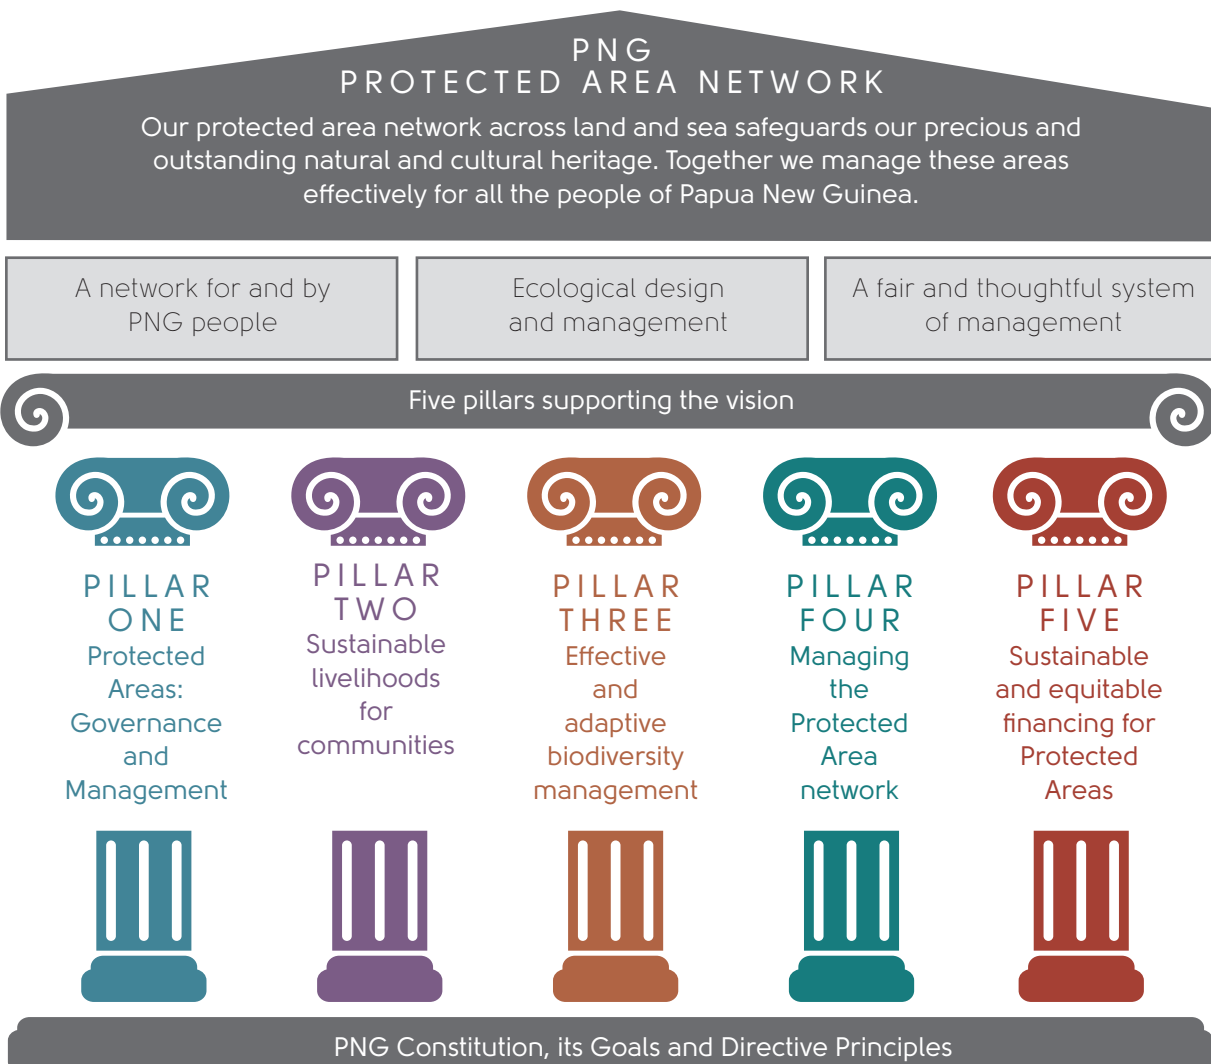 PNG
PROTECTED AREA NETWORK
Our protected area network across land and sea safeguards our precious and
outstanding natural and cultural heritage. Together we manage these areas
effectively for all the people of Papua New Guinea.
A network for and by
PNG people
Ecological design
and management
A fair and thoughtful system
of management
Five pillars supporting the vision
PILLAR
ONE
Protected
Areas:
Governance
and
Management
PILLAR
TWO
Sustainable
livelihoods
for
communities
PILLAR
THREE
Effective
and
adaptive
biodiversity
management
PILLAR
FOUR
Managing
the
Protected
Area
network
PILLAR
FIVE
Sustainable
and equitable
financing for
Protected
Areas
PNG Constitution, its Goals and Directive Principles